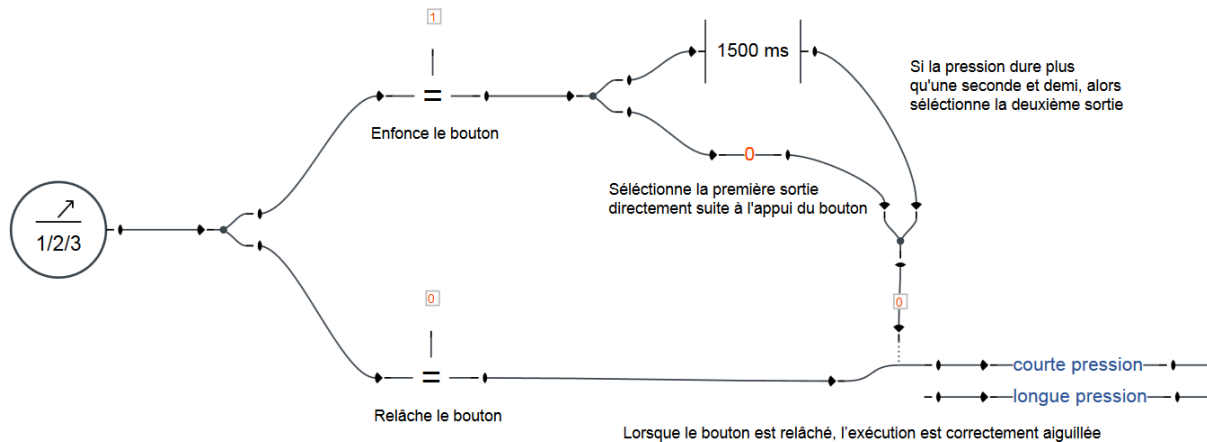 1
1500 ms
Si la pression dure plus
qu'une seconde et demi, alors
séléctionne la deuxième sortie
=
Enfonce le bouton
0
Séléctionne la première sortie
directement suite à l'appui du bouton
1/2/3
0
0
=
Relâche le bouton
courte pression
longue pression
Lorsque le bouton est relâché, l'exécution est correctement aiguillée